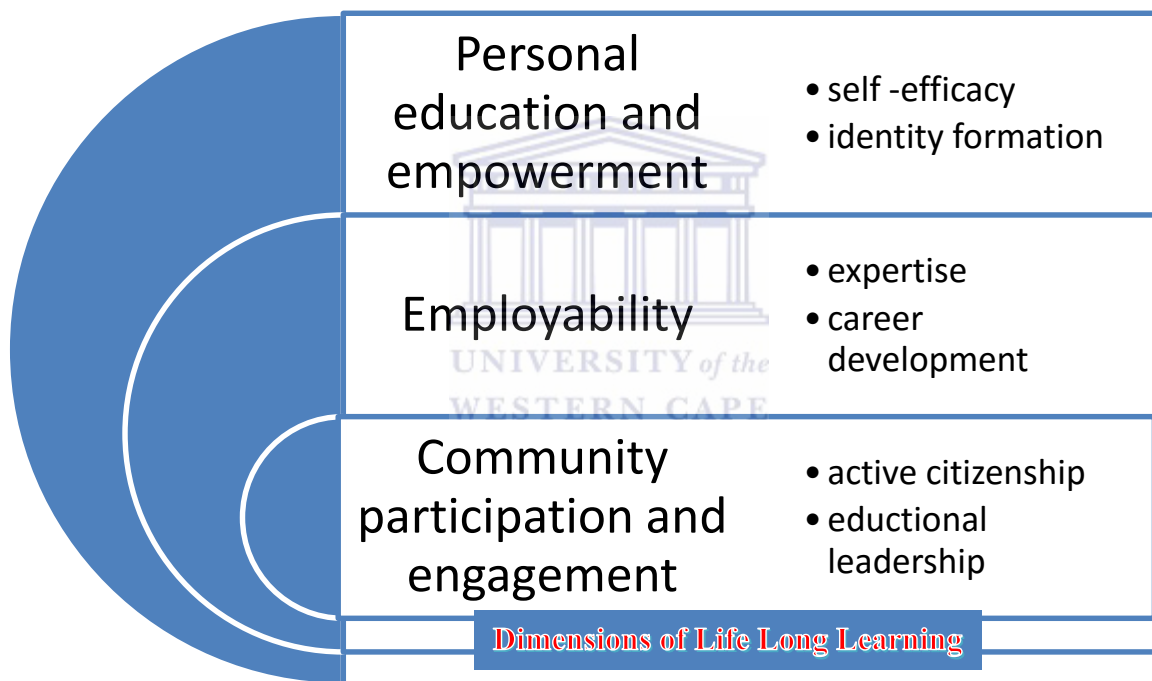 Personal
education and
empowerment
• self -efficacy
• identity formation
Employability
• expertise
• career
development
UNIVERSITY of the
WESTERN CAPE
Community
participation and
engagement
• active citizenship
• eductional
leadership
Dimensions of Life Long Learning